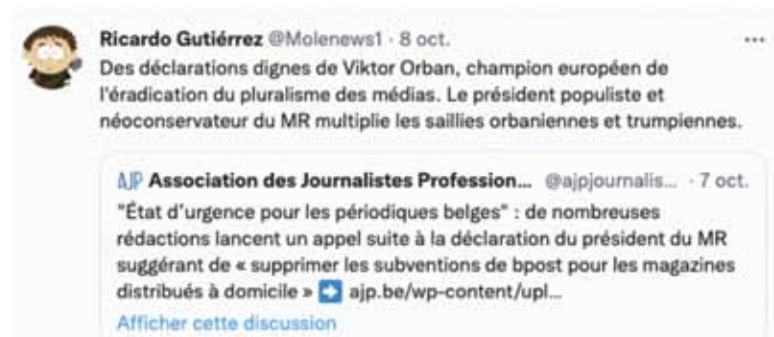 Ricardo Gutiérrez @Molenews1 · 8 oct.
Des déclarations dignes de Viktor Orban, champion européen de
l'éradication du pluralisme des médias. Le président populiste et
néoconservateur du MR multiplie les saillies orbaniennes et trumpiennes.
AJP Association des Journalistes Profession... @ajpjournalis... · 7 oct.
"État d'urgence pour les périodiques belges" : de nombreuses
rédactions lancent un appel suite à la déclaration du président du MR
suggérant de « supprimer les subventions de bpost pour les magazines
distribués à domicile » ➡ ajp.be/wp-content/upl...
Afficher cette discussion